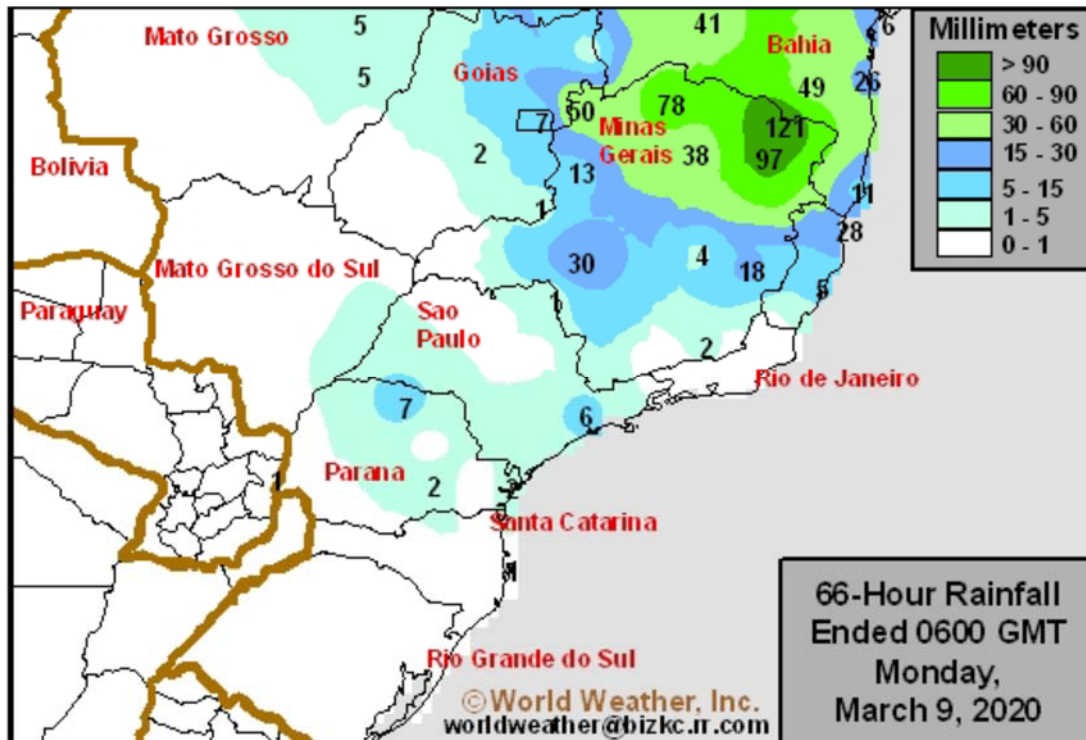 5
41
6
Millimeters
Mato Grosso
Bahia
> 90
5
Goias
49
26
60 - 90
50
78
7
Minas
121
30 - 60
Gerais
38
97
15 - 30
Bolivia
2
13
11
5 - 15
1
28
1 - 5
0 - 1
Mato Grosso do Sul
30
4
18
5
Paraguay
Sao
1
Paulo
2
Rio de Janeiro
7
6
Parana
1
2
2
Santa Catarina
1
66-Hour Rainfall
Ended 0600 GMT
Monday,
March 9, 2020
Rio Grande do Sul
©World Weather, Inc.
worldweather@bizkc.rr.com